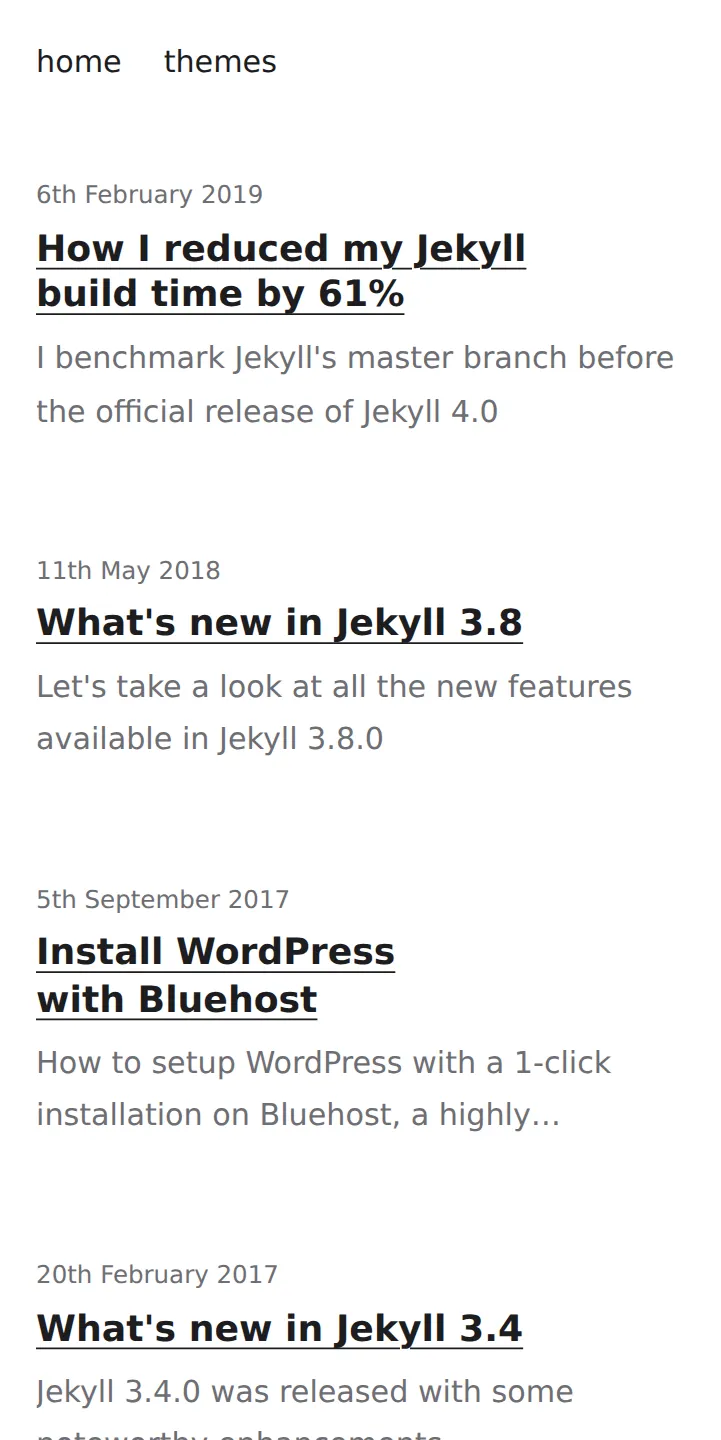 home themes
6th February 2019
How I reduced my Jekyll
build time by 61%
I benchmark Jekyll's master branch before
the official release of Jekyll 4.0
11th May 2018
What's new in Jekyll 3.8
Let's take a look at all the new features
available in Jekyll 3.8.0
5th September 2017
Install WordPress
with Bluehost
How to setup WordPress with a 1-click
installation on Bluehost, a highly...
20th February 2017
What's new in Jekyll 3.4
Jekyll 3.4.0 was released with some
noteworthy enhancements